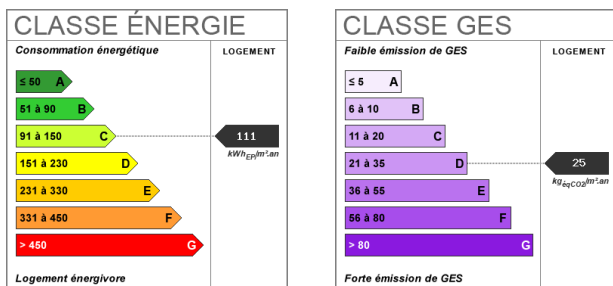 CLASSE ÉNERGIE
Consommation énergétique
LOGEMENT
≤ 50 A
51 à 90 B
91 à 150 C
111
kWhEP/m².an
151 à 230 D
231 à 330 E
331 à 450 F
> 450 G
Logement énergivore
CLASSE GES
Faible émission de GES
LOGEMENT
≤ 5 A
6 à 10 B
11 à 20 C
21 à 35 D
25
kgéqCO2/m².an
36 à 55 E
56 à 80 F
> 80 G
Forte émission de GES